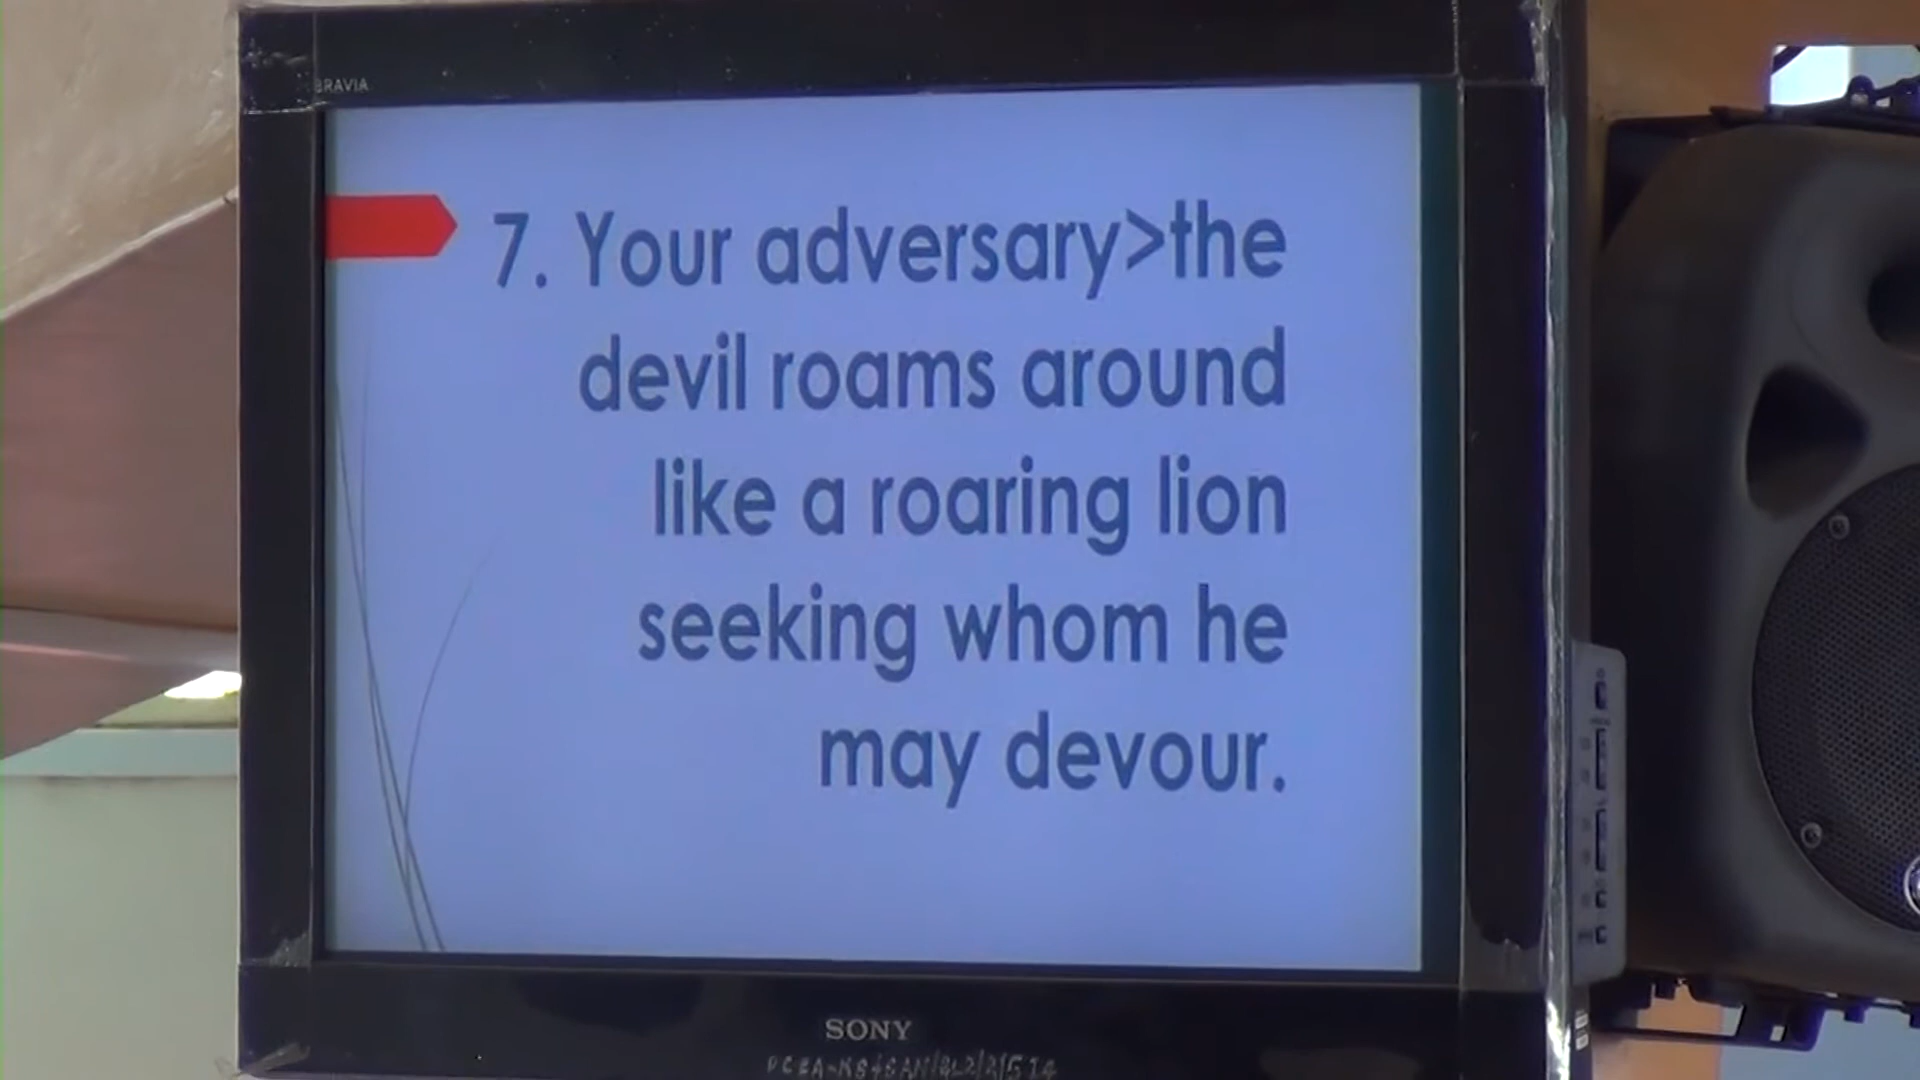 BRAVIA
7. Your adversary>the
devil roams around
like a roaring lion
seeking whom he
may devour.
SONY